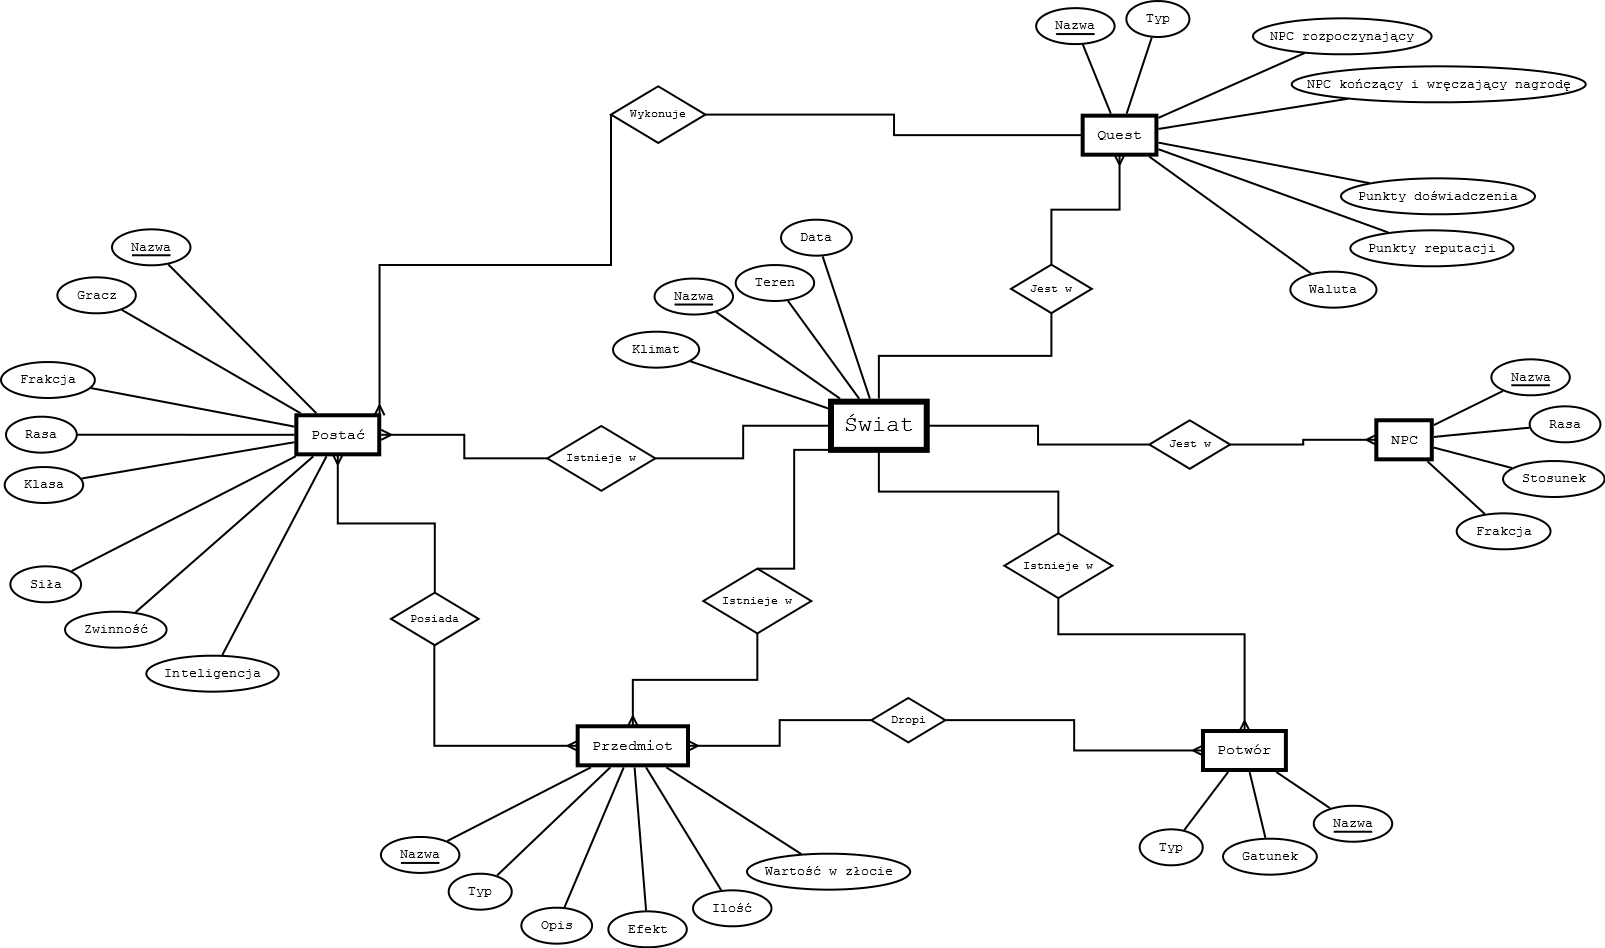 Nazwa
Typ
NPC rozpoczynający
NPC kończący i wręczający nagrodę
Wykonuje
Quest
Punkty doświadczenia
Punkty reputacji
Waluta
Nazwa
Gracz
Frakcja
Rasa
Klasa
Postać
Siła
Zwinność
Inteligencja
Data
Teren
Nazwa
Klimat
Jest w
Świat
Istnieje w
Jest w
NPC
Nazwa
Rasa
Stosunek
Frakcja
Istnieje w
Istnieje w
Posiada
Dropi
Przedmiot
Potwór
Nazwa
Typ
Opis
Efekt
Ilość
Wartość w złocie
Typ
Gatunek
Nazwa